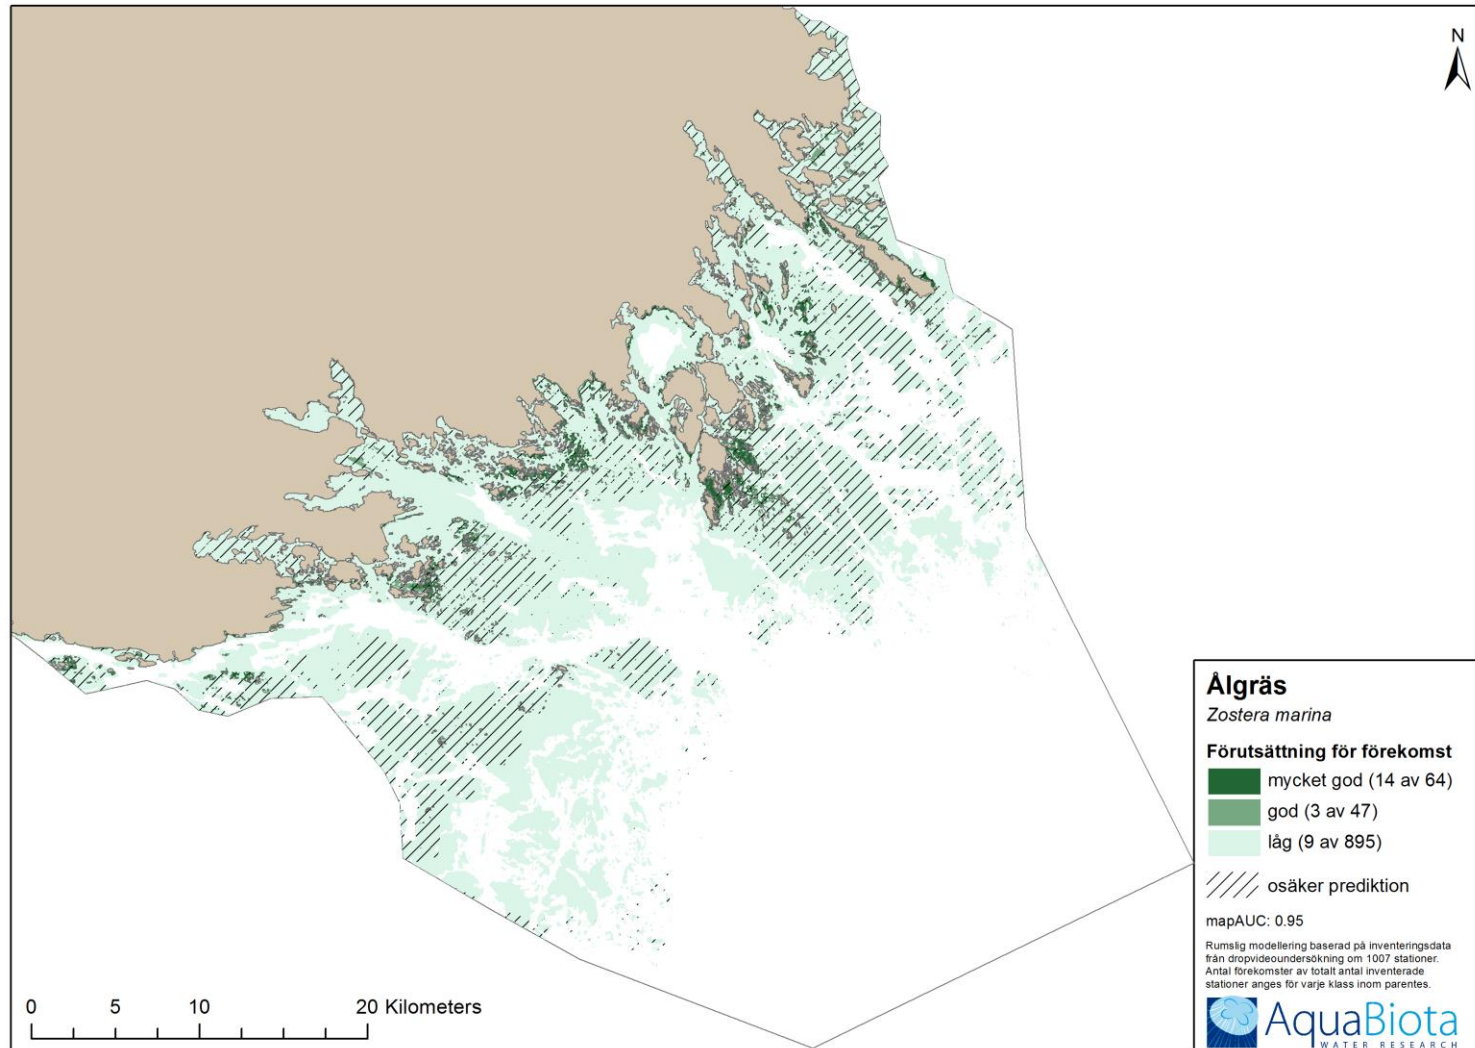 N
Ålgräs
Zostera marina
Förutsättning för förekomst
mycket god (14 av 64)
god (3 av 47)
låg (9 av 895)
osäker prediktion
mapAUC: 0.95
Rumslig modellering baserad på inventeringsdata
från dropvideoundersökning om 1007 stationer.
Antal förekomster av totalt antal inventerade
stationer anges för varje klass inom parentes.
AquaBiota
WATER RESEARCH
0 5 10 20 Kilometers